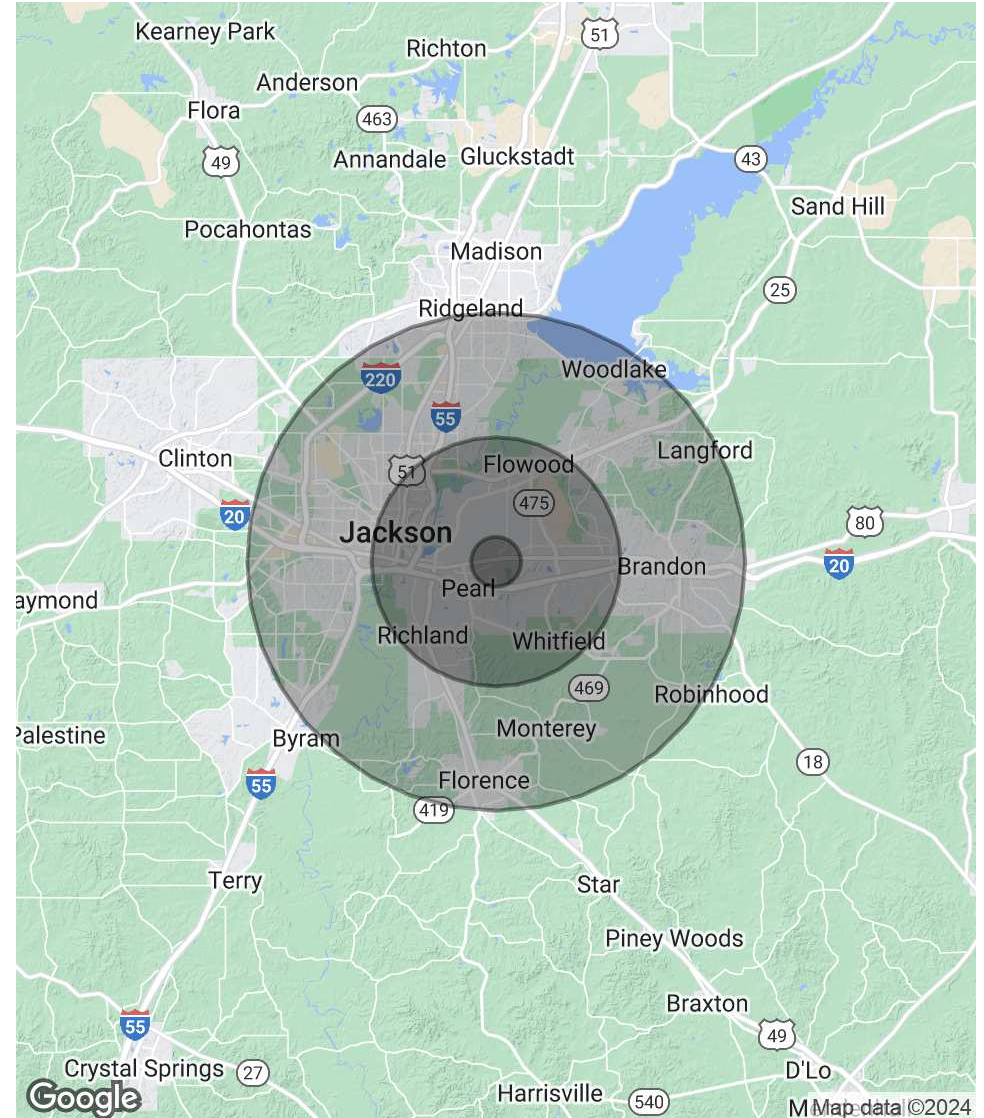 Kearney Park
51
Richton
Anderson
Flora
463
49
Annandale
Gluckstadt
43
Sand Hill
Pocahontas
Madison
25
Ridgeland
220
Woodlake
55
Clinton
51
Flowood
Langford
475
20
Jackson
80
20
Pearl
Brandon
aymond
Richland
Whitfield
469
Robinhood
Palestine
Byram
Monterey
18
55
Florence
419
Terry
Star
Piney Woods
Braxton
55
49
Crystal Springs
27
D'Lo
Google
Harrisville
540
Map data ©2024